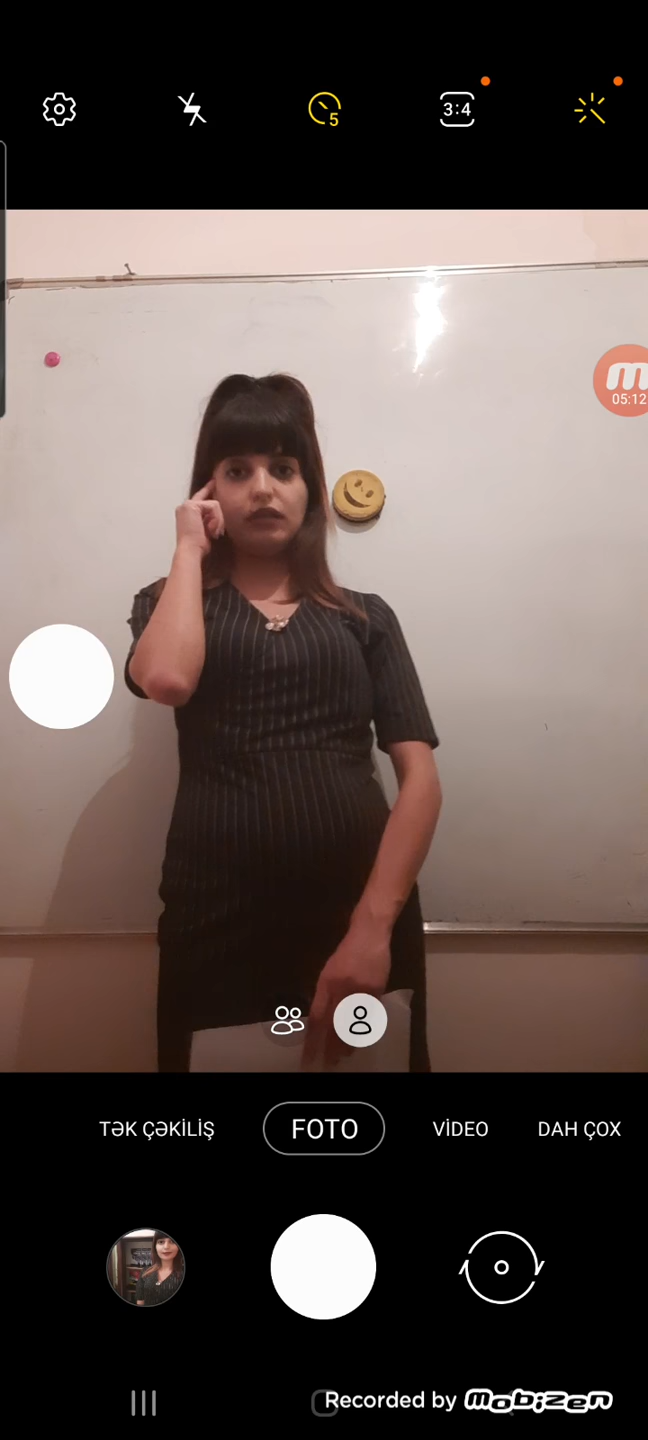 5
3:4
m
05:12
TƏK ÇƏKİLİŞ
FOTO
VİDEO
DAH ÇOX
Recorded by Mobizen